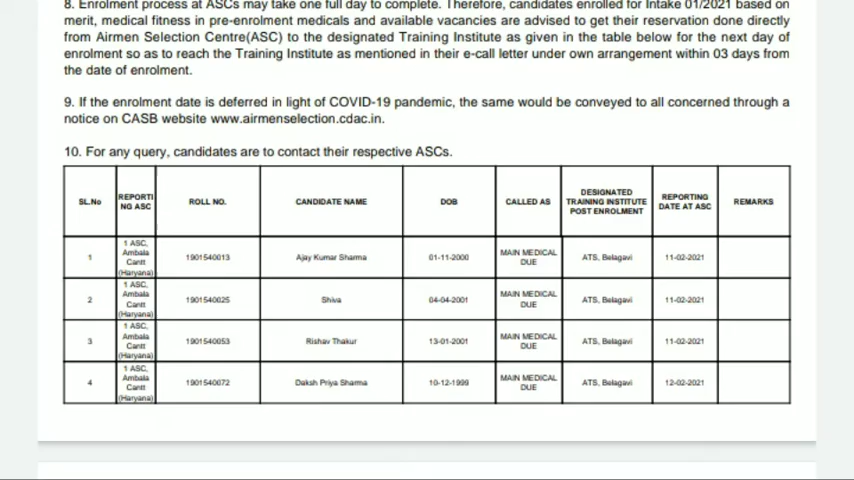 8. Enrolment process at ASCs may take one full day to complete. Therefore, candidates enrolled for Intake 01/2021 based on
merit, medical fitness in pre-enrolment medicals and available vacancies are advised to get their reservation done directly
from Airmen Selection Centre(ASC) to the designated Training Institute as given in the table below for the next day of
enrolment so as to reach the Training Institute as mentioned in their e-call letter under own arrangement within 03 days from
the date of enrolment.
9. If the enrolment date is deferred in light of COVID-19 pandemic, the same would be conveyed to all concerned through a
notice on CASB website www.airmenselection.cdac.in.
10. For any query, candidates are to contact their respective ASCs.
SL.No REPORTI NG ASC ROLL NO. CANDIDATE NAME DOB CALLED AS DESIGNATED TRAINING INSTITUTE POST ENROLMENT REPORTING DATE AT ASC REMARKS
1 1 ASC, Ambala Cantt (Haryana) 1901540013 Ajay Kumar Sharma 01-11-2000 MAIN MEDICAL DUE ATS, Belagavi 11-02-2021
2 1 ASC, Ambala Cantt (Haryana) 1901540025 Shiva 04-04-2001 MAIN MEDICAL DUE ATS, Belagavi 11-02-2021
3 1 ASC, Ambala Cantt (Haryana) 1901540053 Rishav Thakur 13-01-2001 MAIN MEDICAL DUE ATS, Belagavi 11-02-2021
4 1 ASC, Ambala Cantt (Haryana) 1901540072 Daksh Priya Sharma 10-12-1999 MAIN MEDICAL DUE ATS, Belagavi 12-02-2021